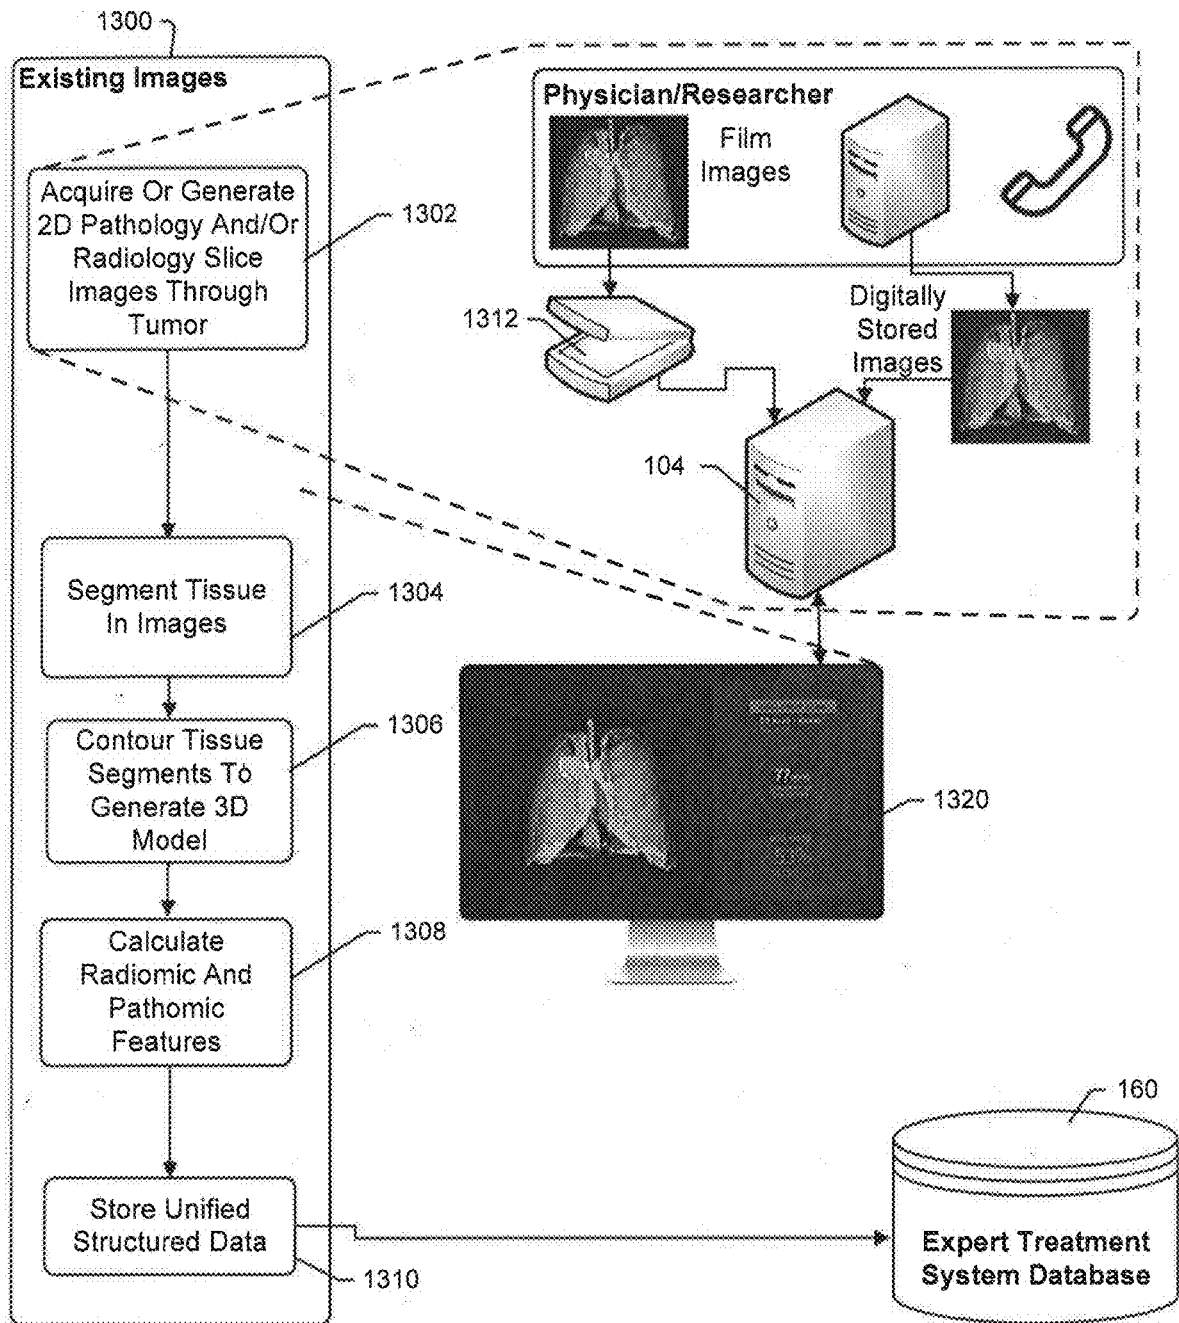 1300
Existing Images
Acquire Or Generate
2D Pathology And/Or
Radiology Slice
Images Through
Tumor
1302
Physician/Researcher
Film
Images
1312
Digitally
Stored
Images
104
Segment Tissue
In Images
1304
Contour Tissue
Segments To
Generate 3D
Model
1306
1320
Calculate
Radiomic And
Pathomic
Features
1308
Store Unified
Structured Data
1310
160
Expert Treatment
System Database